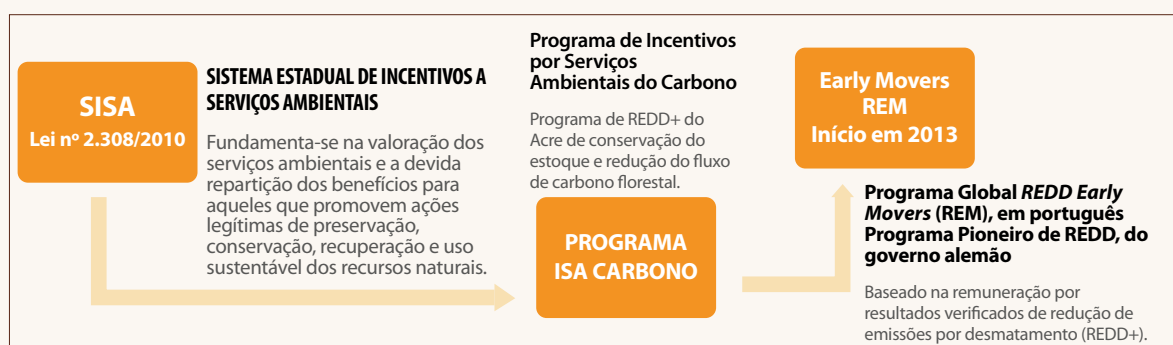 SISA
Lei nº 2.308/2010
SISTEMA ESTADUAL DE INCENTIVOS A
SERVIÇOS AMBIENTAIS
Fundamenta-se na valoração dos
serviços ambientais e a devida
repartição dos benefícios para
aqueles que promovem ações
legítimas de preservação,
conservação, recuperação e uso
sustentável dos recursos naturais.
Programa de Incentivos
por Serviços
Ambientais do Carbono
Programa de REDD+ do
Acre de conservação do
estoque e redução do fluxo
de carbono florestal.
PROGRAMA
ISA CARBONO
Early Movers
REM
Início em 2013
Programa Global REDD Early
Movers (REM), em português
Programa Pioneiro de REDD, do
governo alemão
Baseado na remuneração por
resultados verificados de redução de
emissões por desmatamento (REDD+).